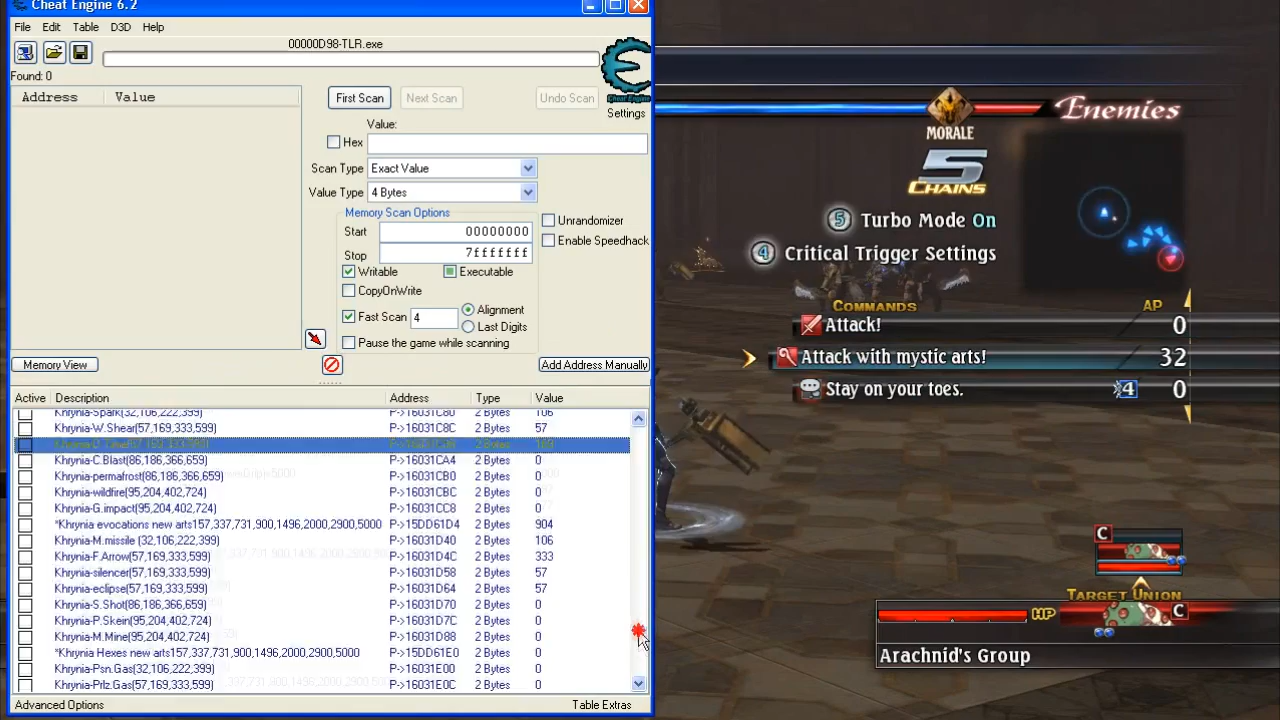 Cheat Engine 6.2
File Edit Table D3D Help
00000D98-TLR.exe
Found: 0
Address Value
First Scan Next Scan Undo Scan
Cheat Engine
Settings
Value:
Hex
Scan Type Exact Value
Value Type 4 Bytes
Memory Scan Options
Start 00000000
Stop 7fffffff
Unrandomizer
Enable Speedhack
Writable Executable
CopyOnWrite
Fast Scan 4 Alignment
Last Digits
Pause the game while scanning
Memory View Add Address Manually
Active Description Address Type Value
Khrynia-Spark(32,106,222,399) P->16031C80 2 Bytes 106
Khrynia-W.Shear(57,169,333,599) P->16031C8C 2 Bytes 57
2 Bytes
Khrynia-C.Blast(86,186,366,659) P->16031CA4 2 Bytes 0
Khrynia-permafrost(86,186,366,659) P->16031CB0 2 Bytes 0
Khrynia-wildfire(95,204,402,724) P->16031CBC 2 Bytes 0
Khrynia-G.impact(95,204,402,724) P->16031CC8 2 Bytes 0
*Khrynia evocations new arts157,337,731,900,1496,2000,2900,5000 P->15DD61D4 2 Bytes 904
Khrynia-M.missile (32,106,222,399) P->16031D40 2 Bytes 106
Khrynia-F.Arrow(57,169,333,599) P->16031D4C 2 Bytes 333
Khrynia-silencer(57,169,333,599) P->16031D58 2 Bytes 57
Khrynia-eclipse(57,169,333,599) P->16031D64 2 Bytes 57
Khrynia-S.Shot(86,186,366,659) P->16031D70 2 Bytes 0
Khrynia-P.Skein(95,204,402,724) P->16031D7C 2 Bytes 0
Khrynia-M.Mine(95,204,402,724) P->16031D88 2 Bytes 0
*Khrynia Hexes new arts157,337,731,900,1496,2000,2900,5000 P->15DD61E0 2 Bytes 0
Khrynia-Psn.Gas(32,106,222,399) P->16031E00 2 Bytes 0
Khrynia-Prlz.Gas(57,169,333,599) P->16031E0C 2 Bytes 0
Advanced Options Table Extras
Enemies
MORALE
5
CHAINS
5 Turbo Mode On
4 Critical Trigger Settings
COMMANDS AP
Attack! 0
Attack with mystic arts! 32
Stay on your toes. 4 0
C
TARGET UNION
HP C
Arachnid's Group